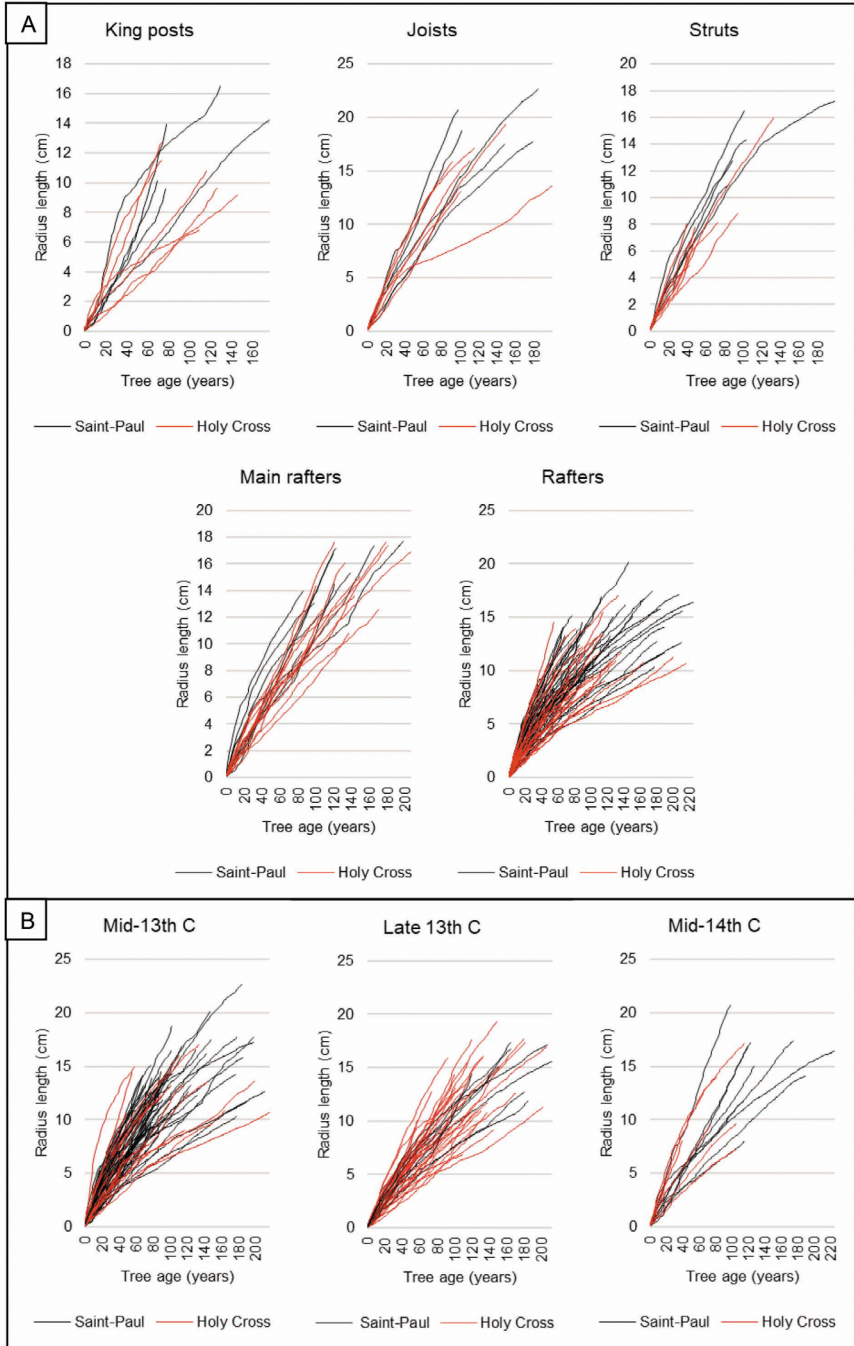 A
King posts
Joists
Struts
18
16
14
12
10
8
6
4
2
0
25
20
15
10
5
0
20
18
16
14
12
10
8
6
4
2
0
Radius length (cm)
Radius length (cm)
Radius length (cm)
0 20 40 60 80 100 120 140 160
0 20 40 60 80 100 120 140 160 180
0 20 40 60 80 100 120 140 160 180
Tree age (years)
Tree age (years)
Tree age (years)
Saint-Paul Holy Cross
Saint-Paul Holy Cross
Saint-Paul Holy Cross
Main rafters
Rafters
20
18
16
14
12
10
8
6
4
2
0
25
20
15
10
5
0
Radius length (cm)
Radius length (cm)
0 20 40 60 80 100 120 140 160 180 200
0 20 40 60 80 100 120 140 160 180 200 220
Tree age (years)
Tree age (years)
Saint-Paul Holy Cross
Saint-Paul Holy Cross
B
Mid-13th C
Late 13th C
Mid-14th C
25
20
15
10
5
0
25
20
15
10
5
0
25
20
15
10
5
0
Radius length (cm)
Radius length (cm)
Radius length (cm)
0 20 40 60 80 100 120 140 160 180 200
0 20 40 60 80 100 120 140 160 180 200
0 20 40 60 80 100 120 140 160 180 200 220
Tree age (years)
Tree age (years)
Tree age (years)
Saint-Paul Holy Cross
Saint-Paul Holy Cross
Saint-Paul Holy Cross